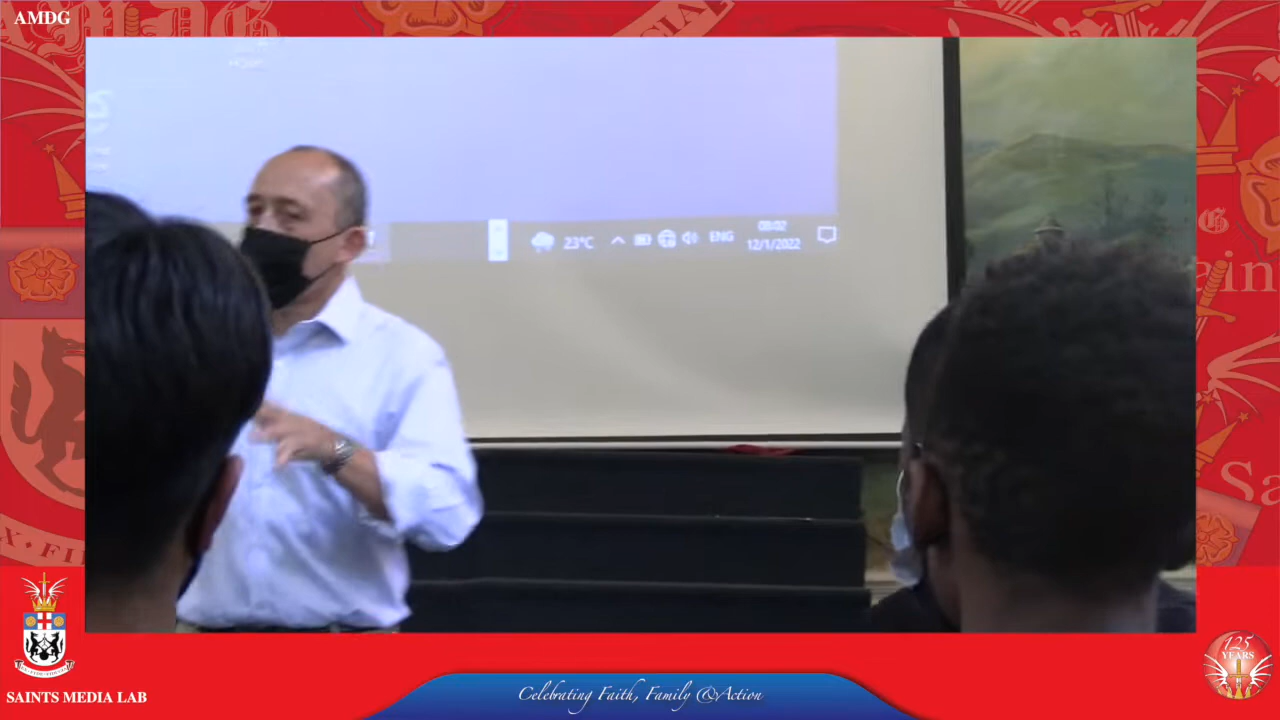 AMDG
23°C
ENG
08:02
12/1/2022
125
YEARS
SAINTS MEDIA LAB
Celebrating Faith, Family & Action